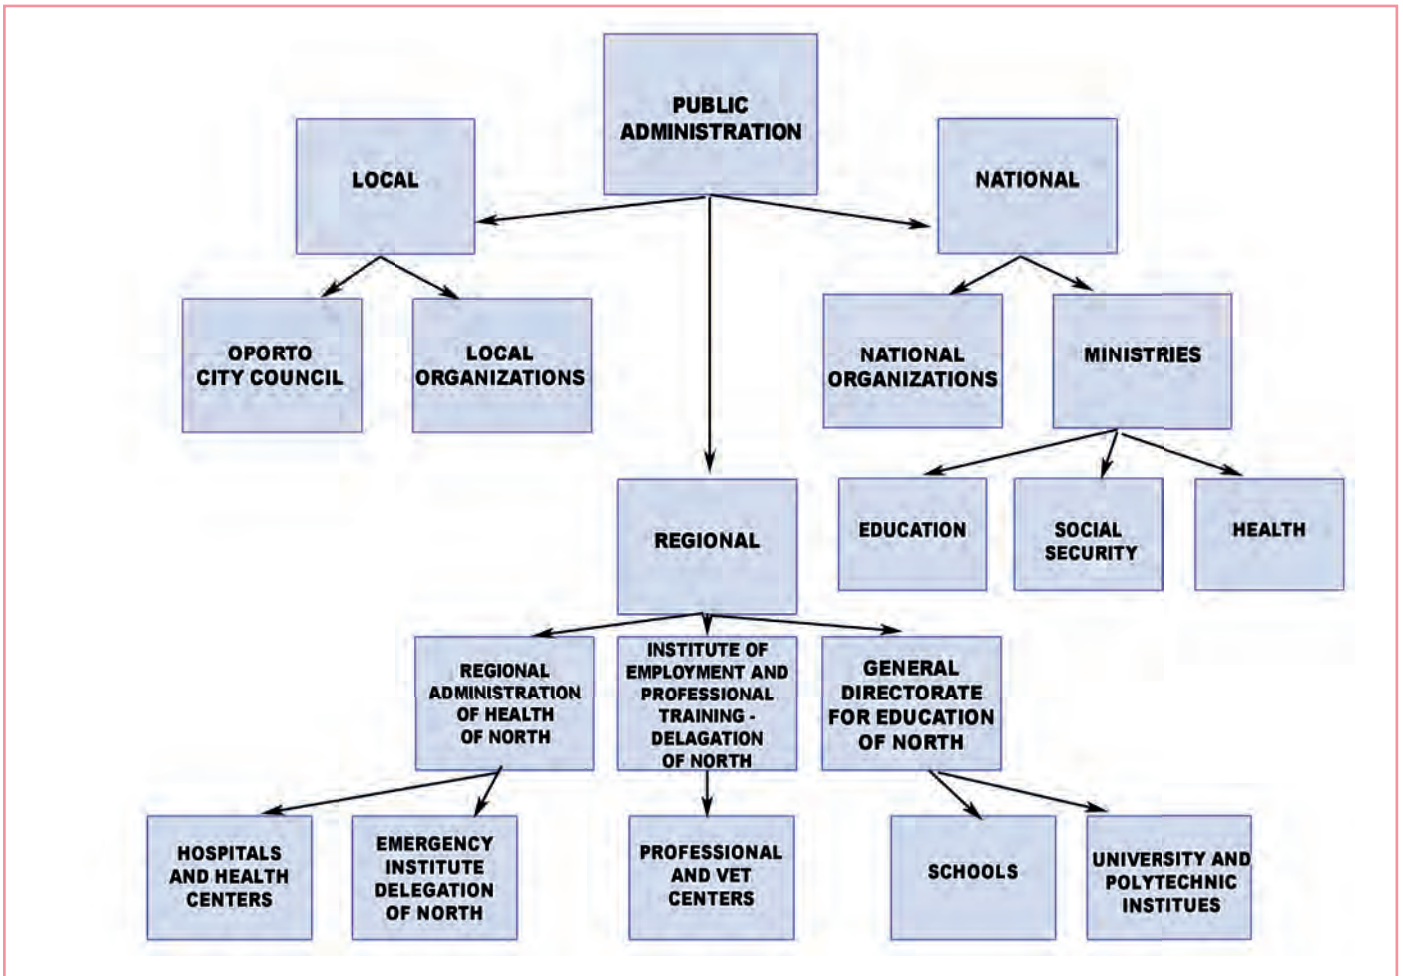 PUBLIC
ADMINISTRATION
LOCAL
NATIONAL
OPORTO
CITY COUNCIL
LOCAL
ORGANIZATIONS
NATIONAL
ORGANIZATIONS
MINISTRIES
EDUCATION
SOCIAL
SECURITY
HEALTH
REGIONAL
REGIONAL
ADMINISTRATION
OF HEALTH
OF NORTH
INSTITUTE OF
EMPLOYMENT AND
PROFESSIONAL
TRAINING -
DELAGATION
OF NORTH
GENERAL
DIRECTORATE
FOR EDUCATION
OF NORTH
HOSPITALS
AND HEALTH
CENTERS
EMERGENCY
INSTITUTE
DELEGATION
OF NORTH
PROFESSIONAL
AND VET
CENTERS
SCHOOLS
UNIVERSITY AND
POLYTECHNIC
INSTITUES